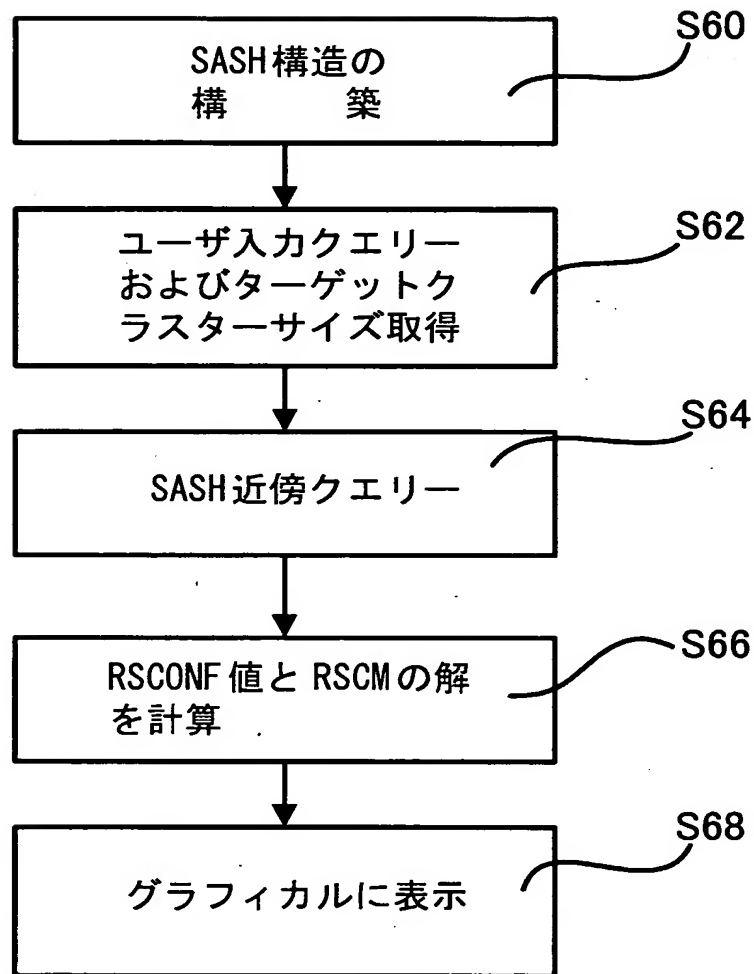 S60
SASH構造の
構 築
S62
ユーザ入力クエリー
およびターゲットク
ラスターサイズ取得
S64
SASH近傍クエリー
S66
RSCONF値とRSCMの解
を計算
S68
グラフィカルに表示